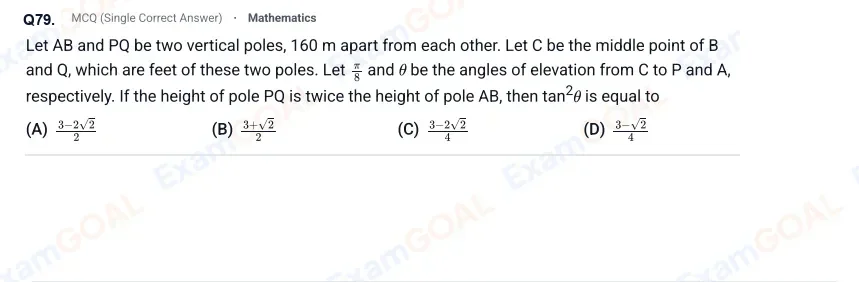 Q79. MCQ (Single Correct Answer) · Mathematics
Let AB and PQ be two vertical poles, 160 m apart from each other. Let C be the middle point of B
and Q, which are feet of these two poles. Let π/8 and θ be the angles of elevation from C to P and A,
respectively. If the height of pole PQ is twice the height of pole AB, then tan²θ is equal to
(A) (3−2√2)/2 (B) (3+√2)/2 (C) (3−2√2)/4 (D) (3−√2)/4